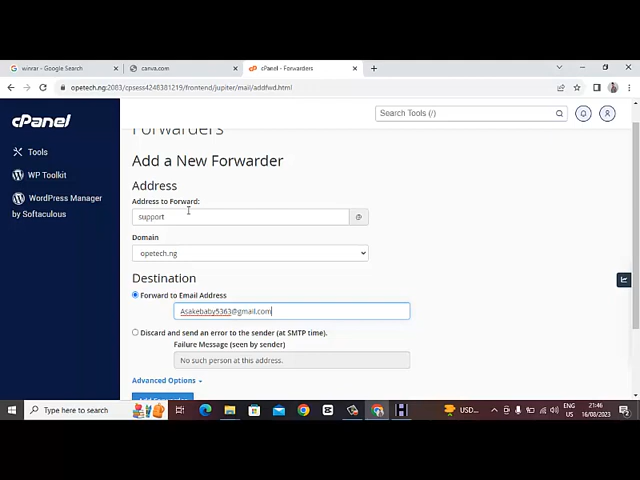 winrar - Google Search
canva.com
cPanel - Forwarders
opetech.ng:2083/cpsess4248381219/frontend/jupiter/mail/addfwd.html
cPanel
Search Tools (/)
Tools
WP Toolkit
WordPress Manager
by Softaculous
Forwarders
Add a New Forwarder
Address
Address to Forward:
support
@
Domain
opetech.ng
Destination
Forward to Email Address
Asakebaby5363@gmail.com
Discard and send an error to the sender (at SMTP time).
Failure Message (seen by sender)
No such person at this address.
Advanced Options
Add Forwarder
Type here to search
USD...
ENG
US
21:46
16/08/2023